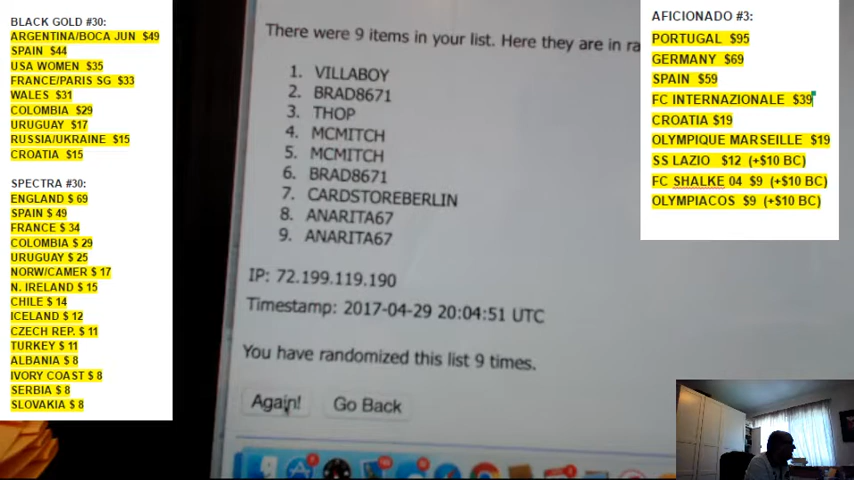 BLACK GOLD #30:
ARGENTINA/BOCA JUN $49
SPAIN $44
USA WOMEN $35
FRANCE/PARIS SG $33
WALES $31
COLOMBIA $29
URUGUAY $17
RUSSIA/UKRAINE $15
CROATIA $15
SPECTRA #30:
ENGLAND $ 69
SPAIN $ 49
FRANCE $ 34
COLOMBIA $ 29
URUGUAY $ 25
NORW/CAMER $ 17
N. IRELAND $ 15
CHILE $ 14
ICELAND $ 12
CZECH REP. $ 11
TURKEY $ 11
ALBANIA $ 8
IVORY COAST $ 8
SERBIA $ 8
SLOVAKIA $ 8
There were 9 items in your list. Here they are in ra
1. VILLABOY
2. BRAD8671
3. THOP
4. MCMITCH
5. MCMITCH
6. BRAD8671
7. CARDSTOREBERLIN
8. ANARITA67
9. ANARITA67
IP: 72.199.119.190
Timestamp: 2017-04-29 20:04:51 UTC
You have randomized this list 9 times.
Again! Go Back
AFICIONADO #3:
PORTUGAL $95
GERMANY $69
SPAIN $59
FC INTERNAZIONALE $39
CROATIA $19
OLYMPIQUE MARSEILLE $19
SS LAZIO $12 (+$10 BC)
FC SHALKE 04 $9 (+$10 BC)
OLYMPIACOS $9 (+$10 BC)